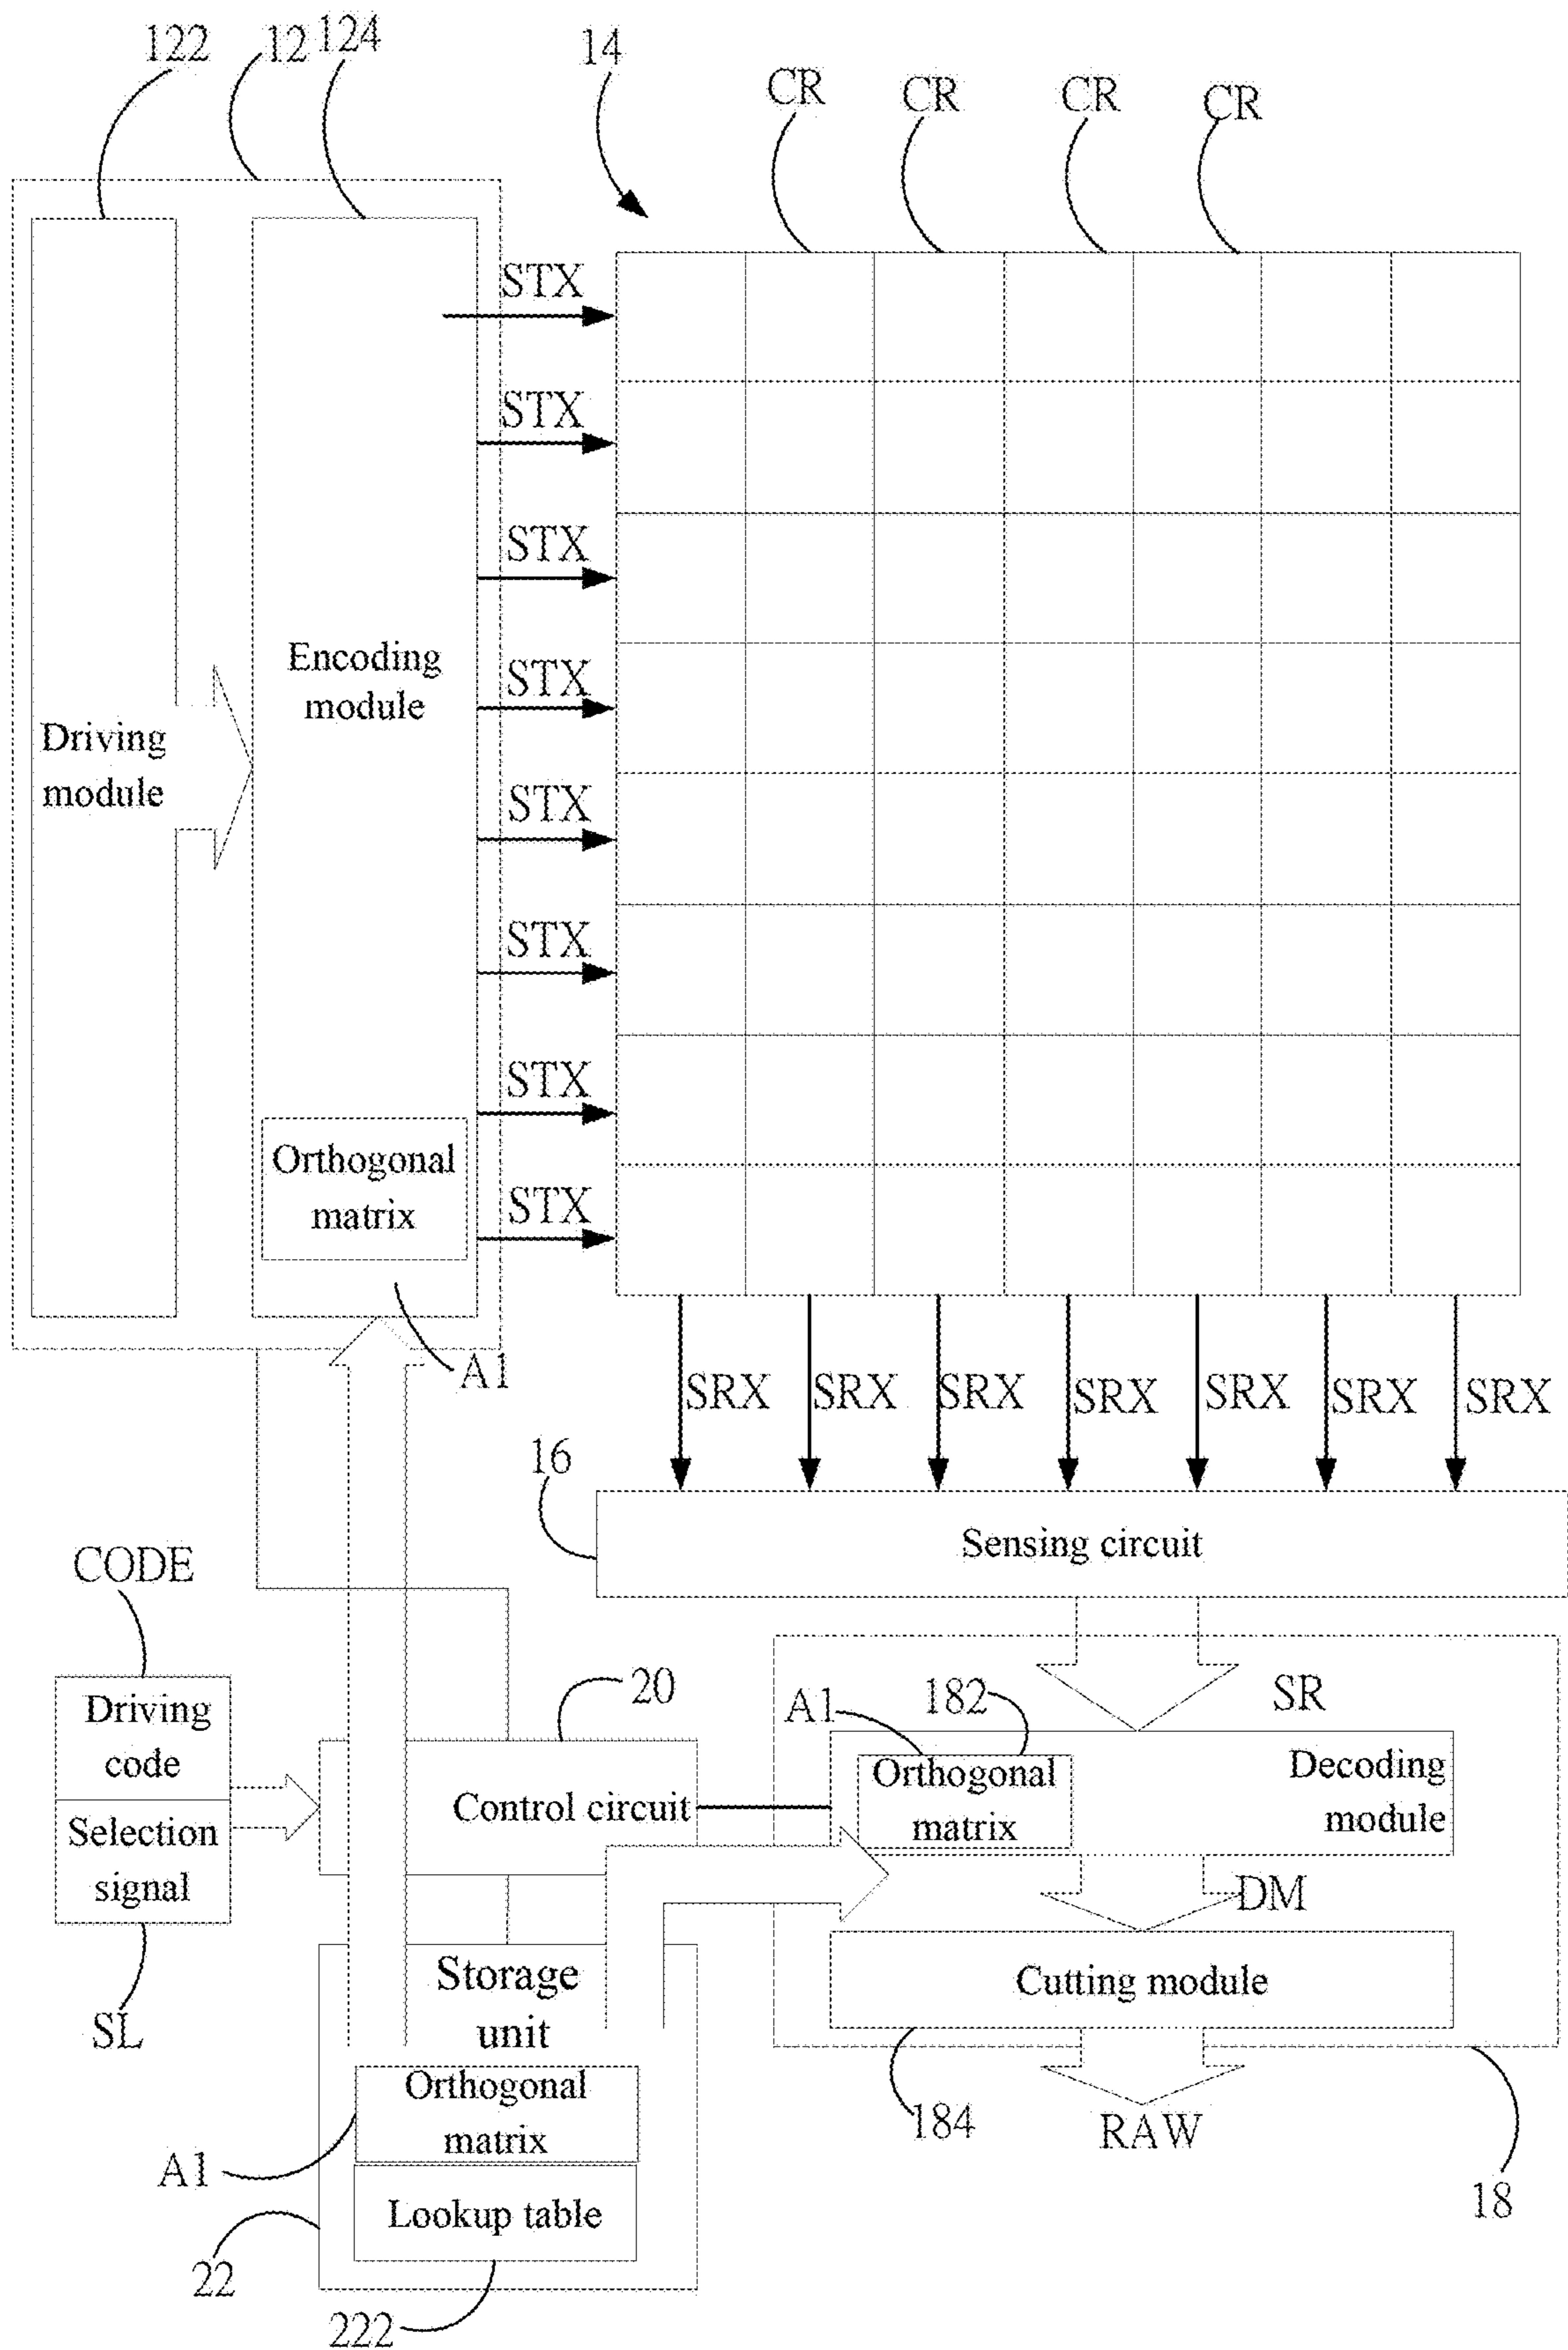 122
12
124
14
CR
CR
CR
CR
STX
STX
STX
STX
STX
STX
STX
STX
Encoding
module
Driving
module
Orthogonal
matrix
A1
SRX
SRX
SRX
SRX
SRX
SRX
SRX
16
Sensing circuit
CODE
Driving
code
Selection
signal
SL
20
Control circuit
SR
A1
182
Orthogonal
matrix
Decoding
module
DM
Cutting module
184
RAW
18
Storage
unit
Orthogonal
matrix
A1
Lookup table
22
222